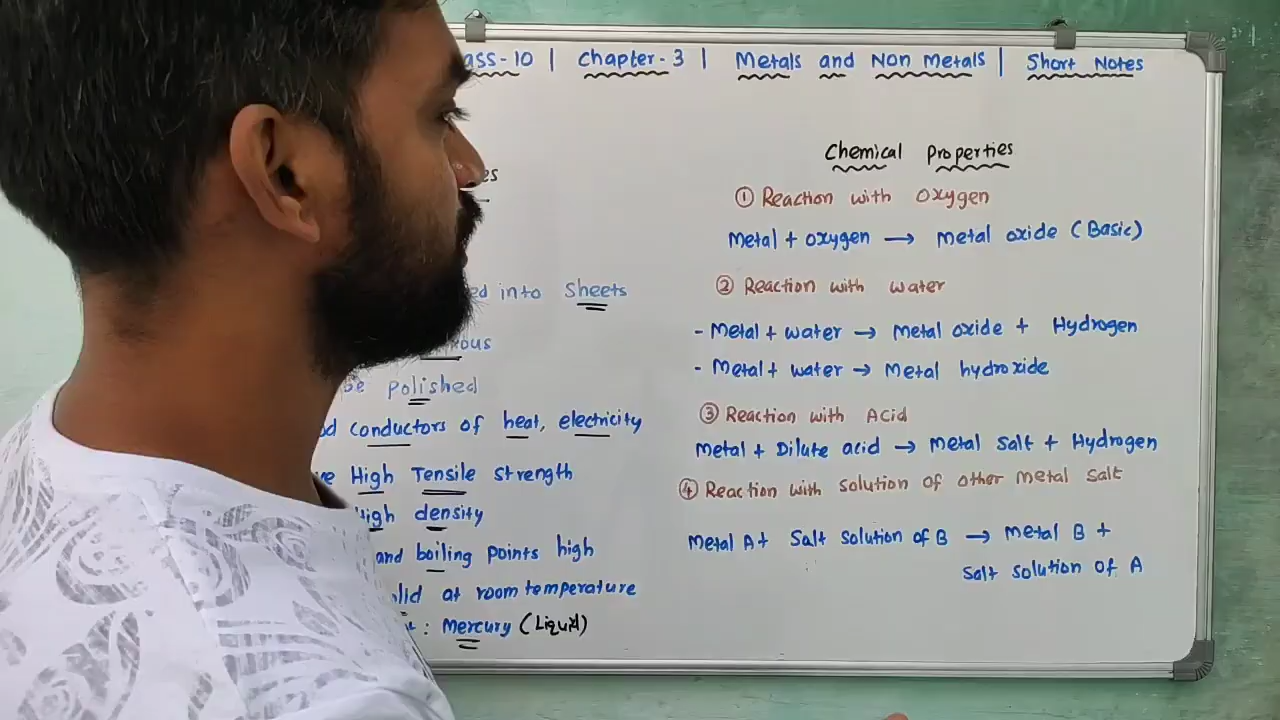 - 10 | Chapter - 3 | Metals and Non Metals | Short Notes
into Sheets
polished
conductors of heat, electricity
High Tensile strength
density
and boiling points high
at room temperature
: Mercury (Liquid)
Chemical Properties
① Reaction with Oxygen
Metal + oxygen → Metal oxide (Basic)
② Reaction with water
- Metal + water → Metal oxide + Hydrogen
- Metal + water → Metal hydroxide
③ Reaction with Acid
Metal + Dilute acid → Metal salt + Hydrogen
④ Reaction with solution of other metal salt
Metal A + Salt solution of B → Metal B +
Salt solution of A